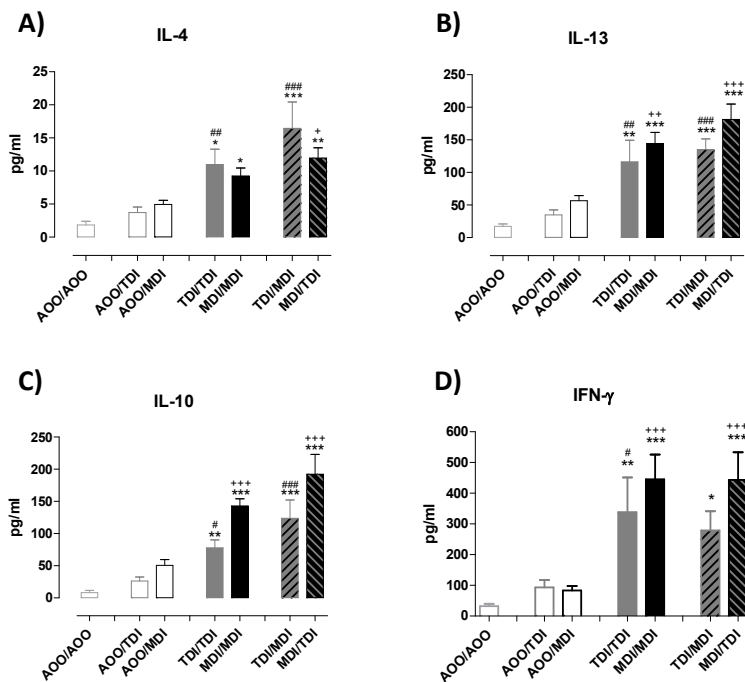 A)
IL-4
pg/ml
25
20
15
10
5
0
##
*
*
###
***
+
**
AOO/AOO
AOO/TDI
AOO/MDI
TDI/TDI
MDI/MDI
TDI/MDI
MDI/TDI
B)
IL-13
pg/ml
250
200
150
100
50
0
##
**
++
***
###
***
+++
***
AOO/AOO
AOO/TDI
AOO/MDI
TDI/TDI
MDI/MDI
TDI/MDI
MDI/TDI
C)
IL-10
pg/ml
250
200
150
100
50
0
#
**
+++
***
###
***
+++
***
AOO/AOO
AOO/TDI
AOO/MDI
TDI/TDI
MDI/MDI
TDI/MDI
MDI/TDI
D)
IFN-γ
pg/ml
600
500
400
300
200
100
0
#
**
+++
***
*
+++
***
AOO/AOO
AOO/TDI
AOO/MDI
TDI/TDI
MDI/MDI
TDI/MDI
MDI/TDI